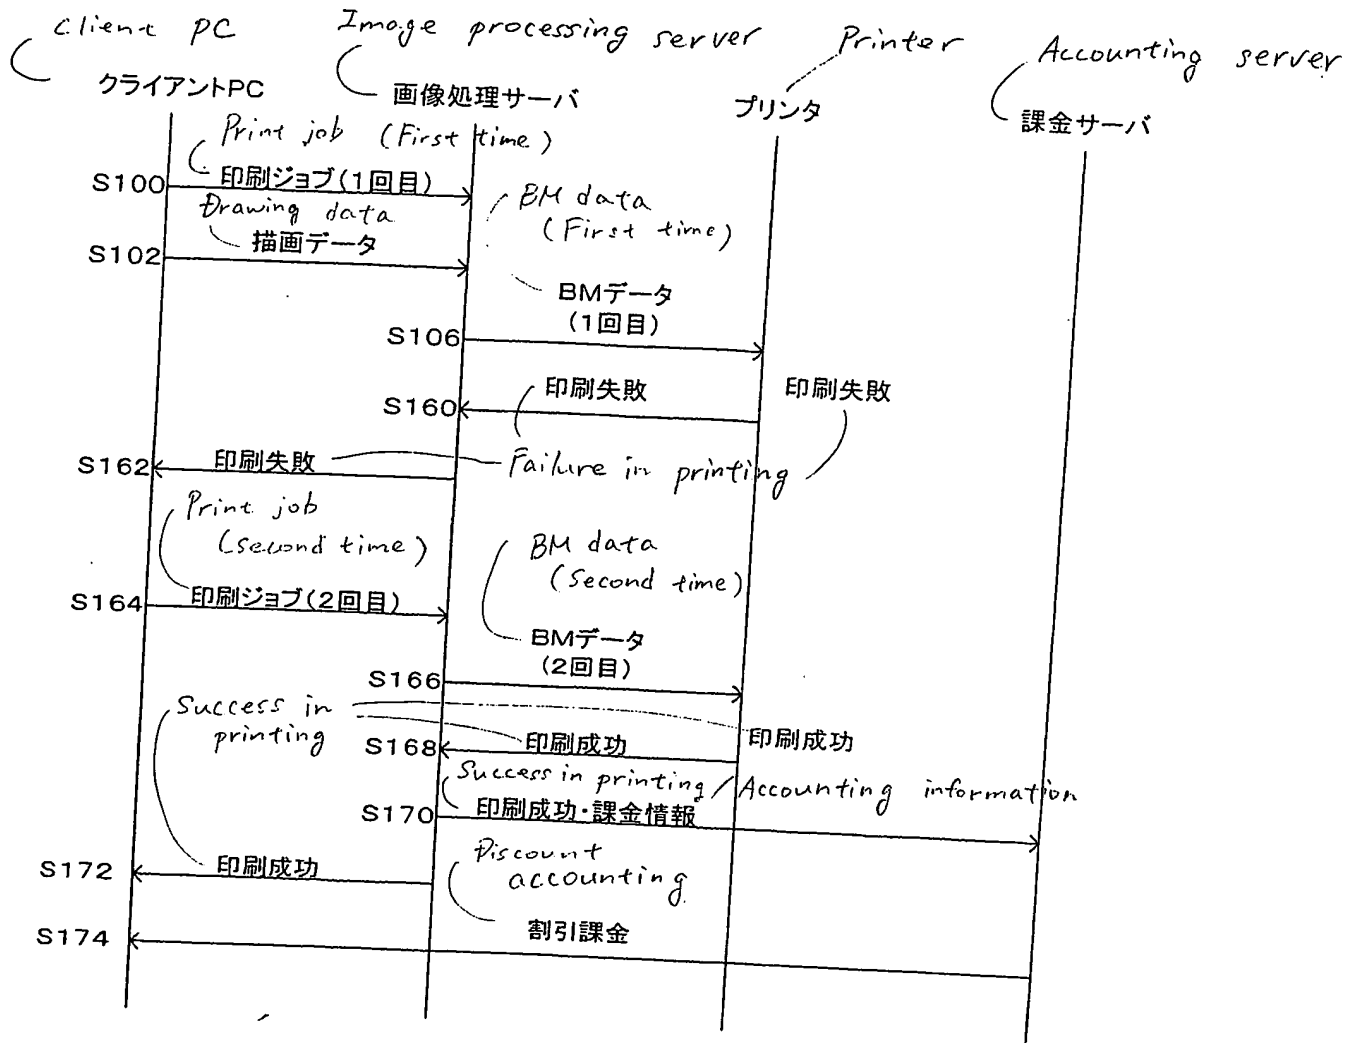 Client PC
Image processing server
Printer
Accounting server
クライアントPC
画像処理サーバ
プリンタ
課金サーバ
Print job (First time)
S100
印刷ジョブ(1回目)
BM data
(First time)
Drawing data
S102
描画データ
BMデータ
(1回目)
S106
印刷失敗
印刷失敗
S160
S162
印刷失敗
Failure in printing
Print job
(second time)
BM data
(Second time)
S164
印刷ジョブ(2回目)
BMデータ
(2回目)
S166
Success in
printing
S168
印刷成功
印刷成功
Success in printing / Accounting information
S170
印刷成功・課金情報
Discount
accounting
S172
印刷成功
割引課金
S174